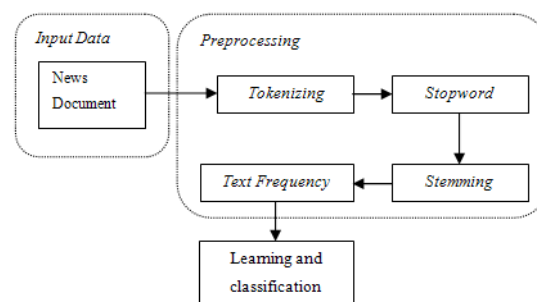 Input Data
Preprocessing
News
Document
Tokenizing
Stopword
Text Frequency
Stemming
Learning and
classification